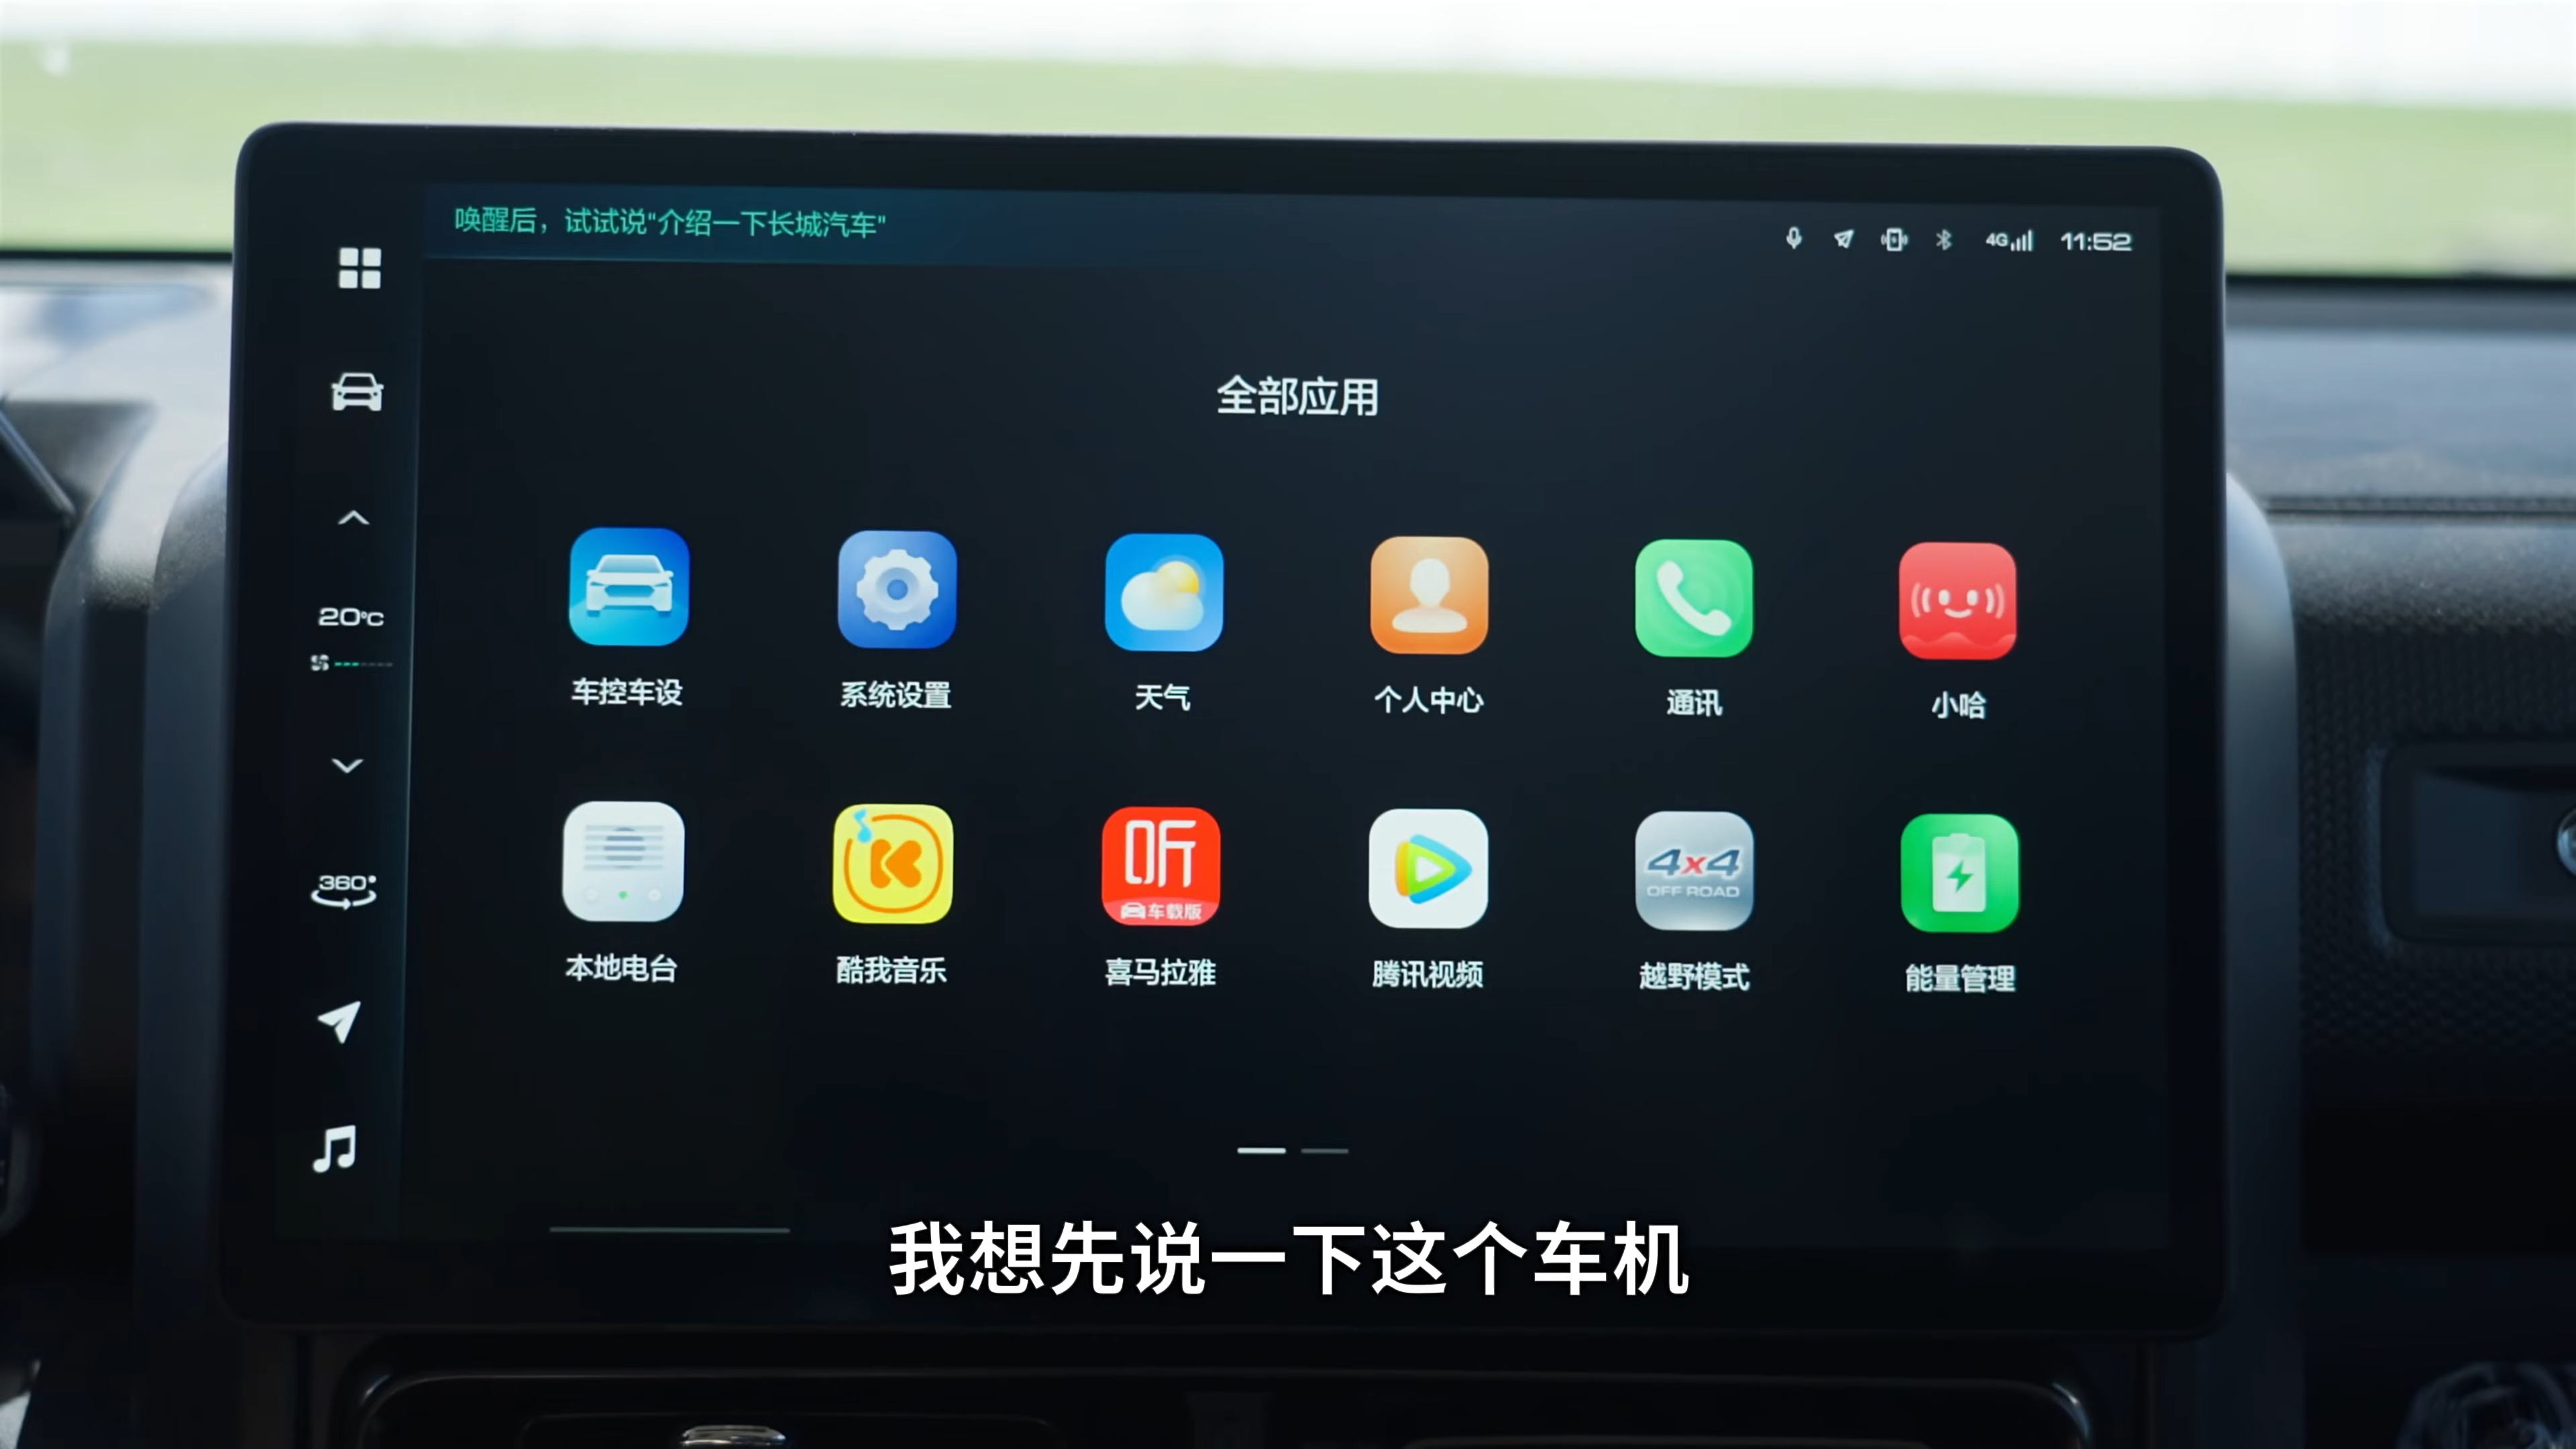 唤醒后，试试说“介绍一下长城汽车”
4G 11:52
全部应用
20°C
车控车设 系统设置 天气 个人中心 通讯 小哈
360°
听 4x4
车载版 OFF ROAD
本地电台 酷我音乐 喜马拉雅 腾讯视频 越野模式 能量管理
我想先说一下这个车机